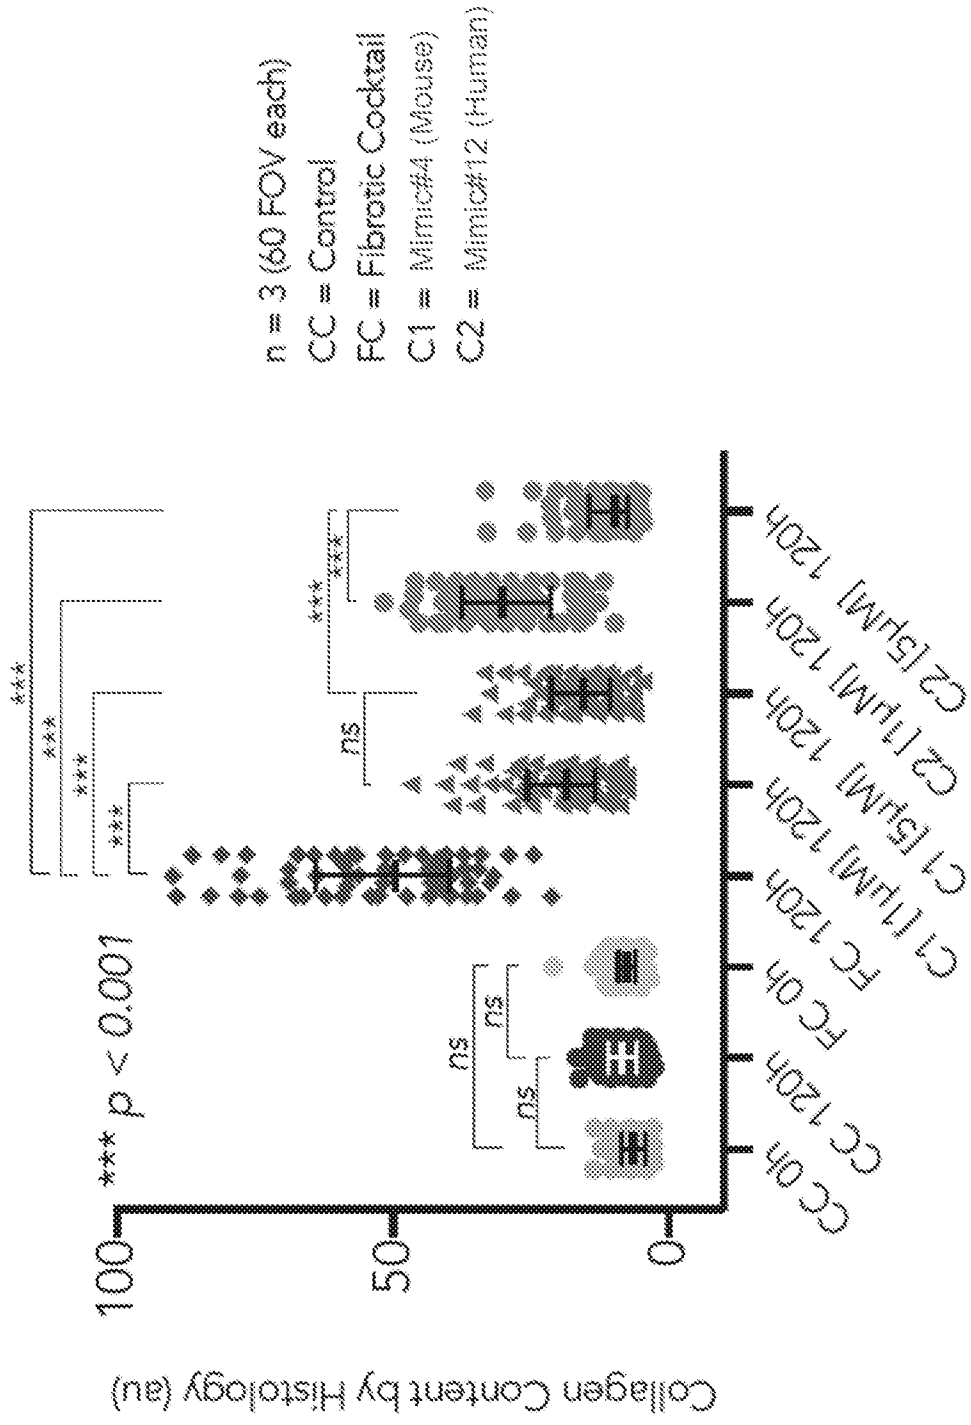 Collagen Content by Histology (au)
100
50
0
*** p < 0.001
ns
ns
ns
***
***
***
***
ns
***
***
CC 0h
CC 120h
FC 0h
FC 120h
C1 [1µM] 120h
C1 [5µM] 120h
C2 [1µM] 120h
C2 [5µM] 120h
n = 3 (60 FOV each)
CC = Control
FC = Fibrotic Cocktail
C1 = Mimic#4 (Mouse)
C2 = Mimic#12 (Human)